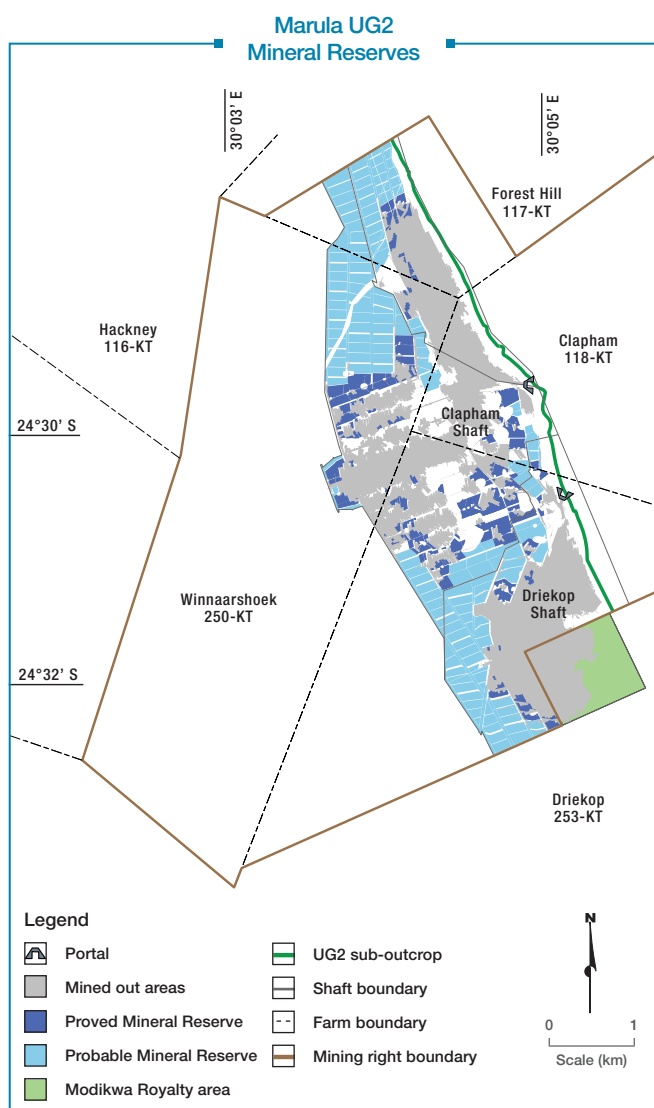 Marula UG2
Mineral Reserves
30°03' E
30°05' E
Forest Hill
117-KT
Hackney
116-KT
Clapham
118-KT
24°30' S
Clapham
Shaft
Winnaarshoek
250-KT
Driekop
Shaft
24°32' S
Driekop
253-KT
Legend
Portal
Mined out areas
Proved Mineral Reserve
Probable Mineral Reserve
Modikwa Royalty area
UG2 sub-outcrop
Shaft boundary
Farm boundary
Mining right boundary
N
0 1
Scale (km)